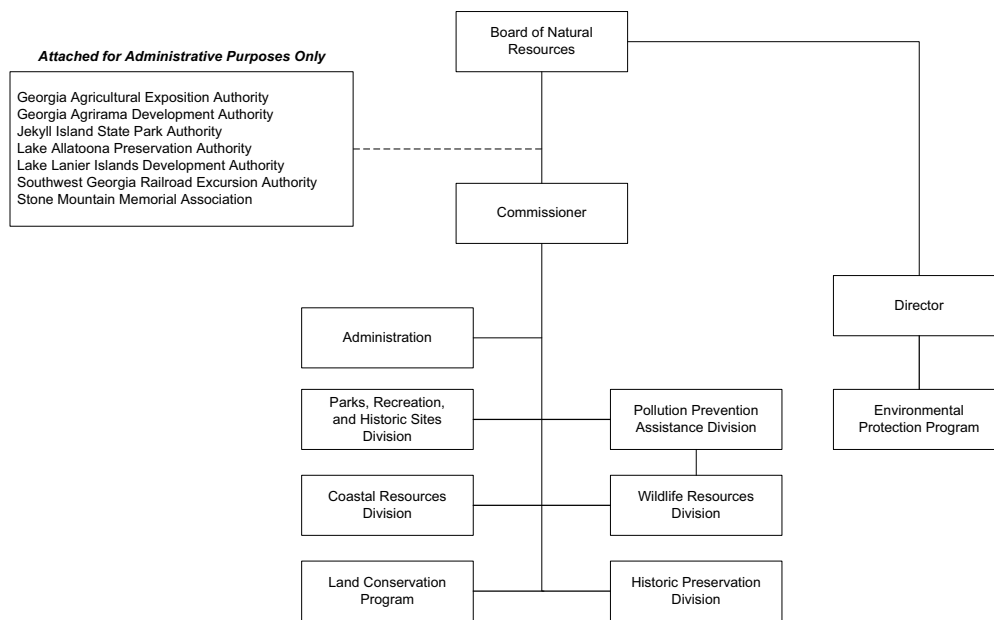 Board of Natural
Resources
Attached for Administrative Purposes Only
Georgia Agricultural Exposition Authority
Georgia Agrirama Development Authority
Jekyll Island State Park Authority
Lake Allatoona Preservation Authority
Lake Lanier Islands Development Authority
Southwest Georgia Railroad Excursion Authority
Stone Mountain Memorial Association
Commissioner
Director
Administration
Parks, Recreation,
and Historic Sites
Division
Pollution Prevention
Assistance Division
Environmental
Protection Program
Coastal Resources
Division
Wildlife Resources
Division
Land Conservation
Program
Historic Preservation
Division